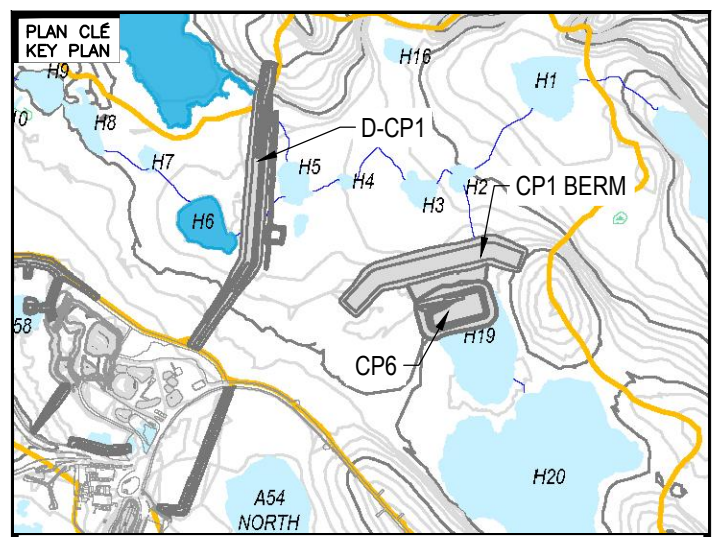 PLAN CLÉ
KEY PLAN
H9
10
H8
H7
H6
H16
H1
D-CP1
H5
H4
H3
H2
CP1 BERM
58
CP6
H19
H20
A54
NORTH